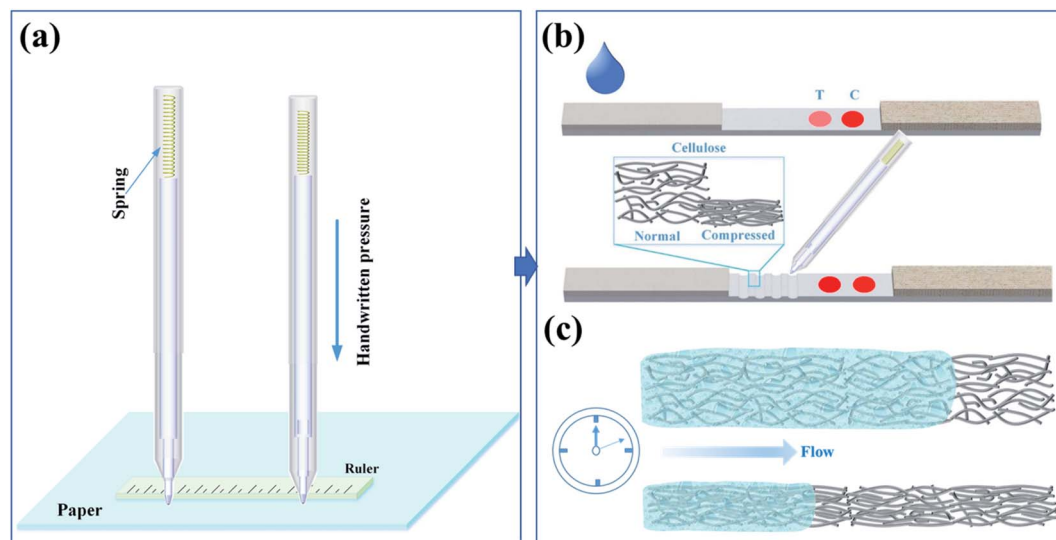 (a)
Spring
Handwritten pressure
Ruler
Paper
(b)
T C
Cellulose
Normal Compressed
(c)
Flow